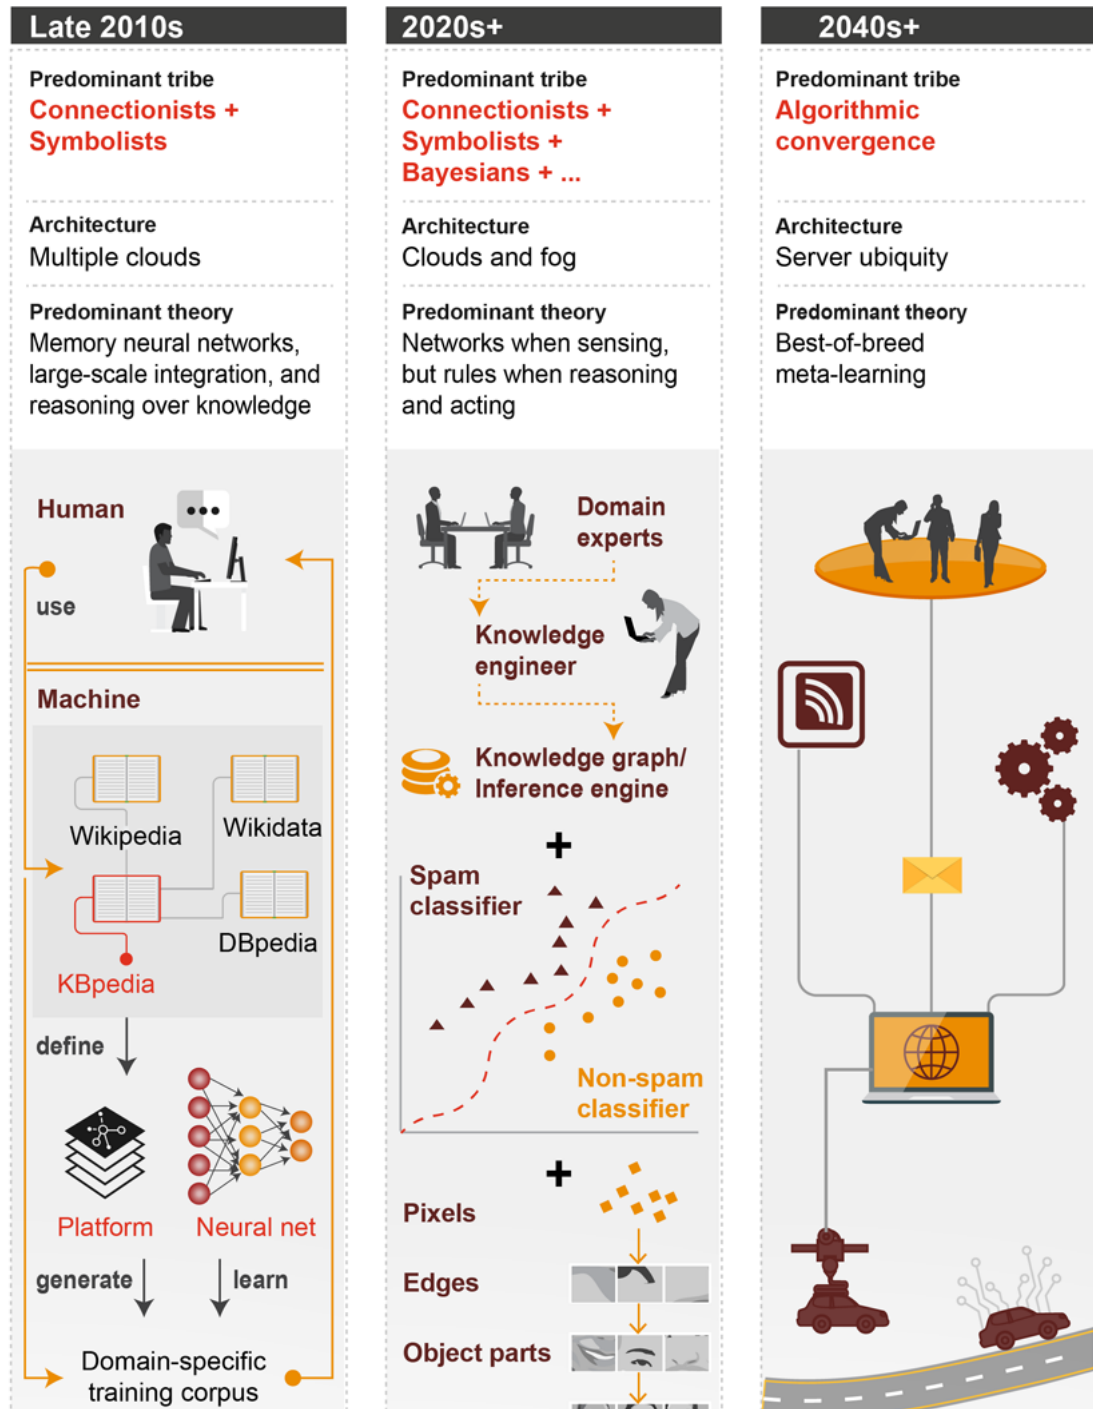 Late 2010s
Predominant tribe
Connectionists +
Symbolists
Architecture
Multiple clouds
Predominant theory
Memory neural networks,
large-scale integration, and
reasoning over knowledge
Human
use
Machine
Wikipedia
Wikidata
DBpedia
KBpedia
define
Platform
Neural net
generate
learn
Domain-specific
training corpus
2020s+
Predominant tribe
Connectionists +
Symbolists +
Bayesians + ...
Architecture
Clouds and fog
Predominant theory
Networks when sensing,
but rules when reasoning
and acting
Domain
experts
Knowledge
engineer
Knowledge graph/
Inference engine
+
Spam
classifier
Non-spam
classifier
+
Pixels
Edges
Object parts
2040s+
Predominant tribe
Algorithmic
convergence
Architecture
Server ubiquity
Predominant theory
Best-of-breed
meta-learning